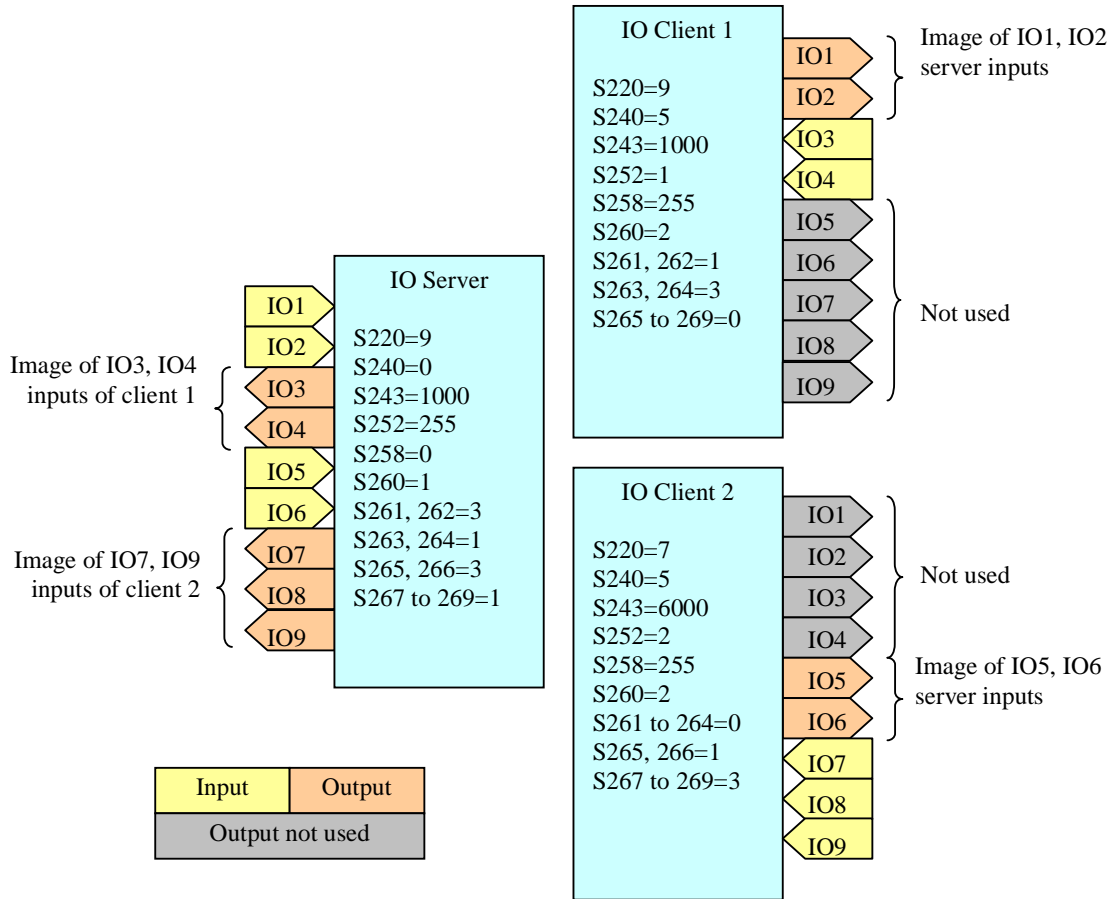 Image of IO3, IO4
inputs of client 1
Image of IO7, IO9
inputs of client 2
IO1
IO2
IO3
IO4
IO5
IO6
IO7
IO8
IO9
IO Server
S220=9
S240=0
S243=1000
S252=255
S258=0
S260=1
S261, 262=3
S263, 264=1
S265, 266=3
S267 to 269=1
IO Client 1
S220=9
S240=5
S243=1000
S252=1
S258=255
S260=2
S261, 262=1
S263, 264=3
S265 to 269=0
IO1
IO2
IO3
IO4
IO5
IO6
IO7
IO8
IO9
Image of IO1, IO2
server inputs
Not used
IO Client 2
S220=7
S240=5
S243=6000
S252=2
S258=255
S260=2
S261 to 264=0
S265, 266=1
S267 to 269=3
IO1
IO2
IO3
IO4
IO5
IO6
IO7
IO8
IO9
Not used
Image of IO5, IO6
server inputs
Input
Output
Output not used